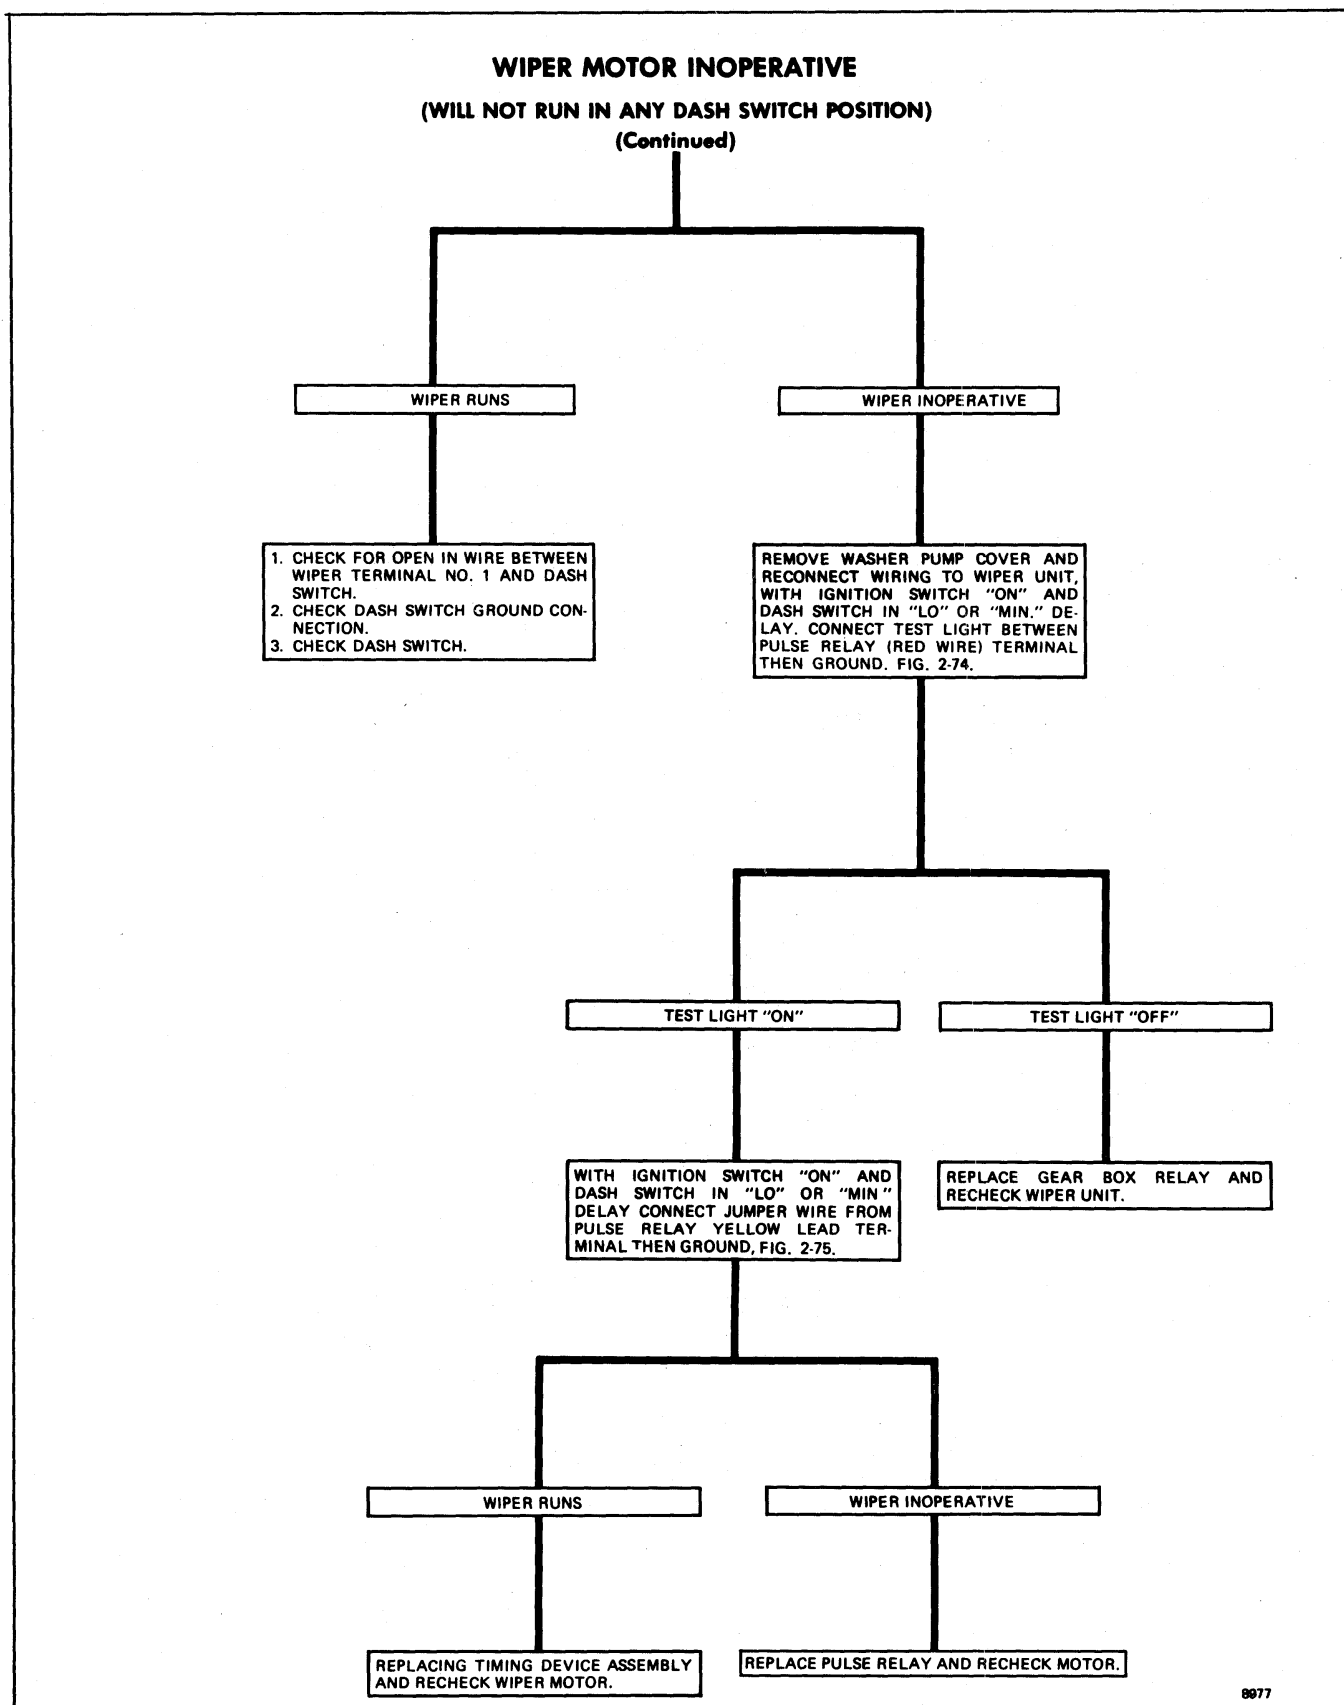 WIPER MOTOR INOPERATIVE
(WILL NOT RUN IN ANY DASH SWITCH POSITION)
(Continued)
WIPER RUNS
WIPER INOPERATIVE
1. CHECK FOR OPEN IN WIRE BETWEEN
WIPER TERMINAL NO. 1 AND DASH
SWITCH.
2. CHECK DASH SWITCH GROUND CON-
NECTION.
3. CHECK DASH SWITCH.
REMOVE WASHER PUMP COVER AND
RECONNECT WIRING TO WIPER UNIT,
WITH IGNITION SWITCH "ON" AND
DASH SWITCH IN "LO" OR "MIN." DE-
LAY. CONNECT TEST LIGHT BETWEEN
PULSE RELAY (RED WIRE) TERMINAL
THEN GROUND. FIG. 2-74.
TEST LIGHT "ON"
TEST LIGHT "OFF"
WITH IGNITION SWITCH "ON" AND
DASH SWITCH IN "LO" OR "MIN"
DELAY CONNECT JUMPER WIRE FROM
PULSE RELAY YELLOW LEAD TER-
MINAL THEN GROUND, FIG. 2-75.
REPLACE GEAR BOX RELAY AND
RECHECK WIPER UNIT.
WIPER RUNS
WIPER INOPERATIVE
REPLACING TIMING DEVICE ASSEMBLY
AND RECHECK WIPER MOTOR.
REPLACE PULSE RELAY AND RECHECK MOTOR.
8977